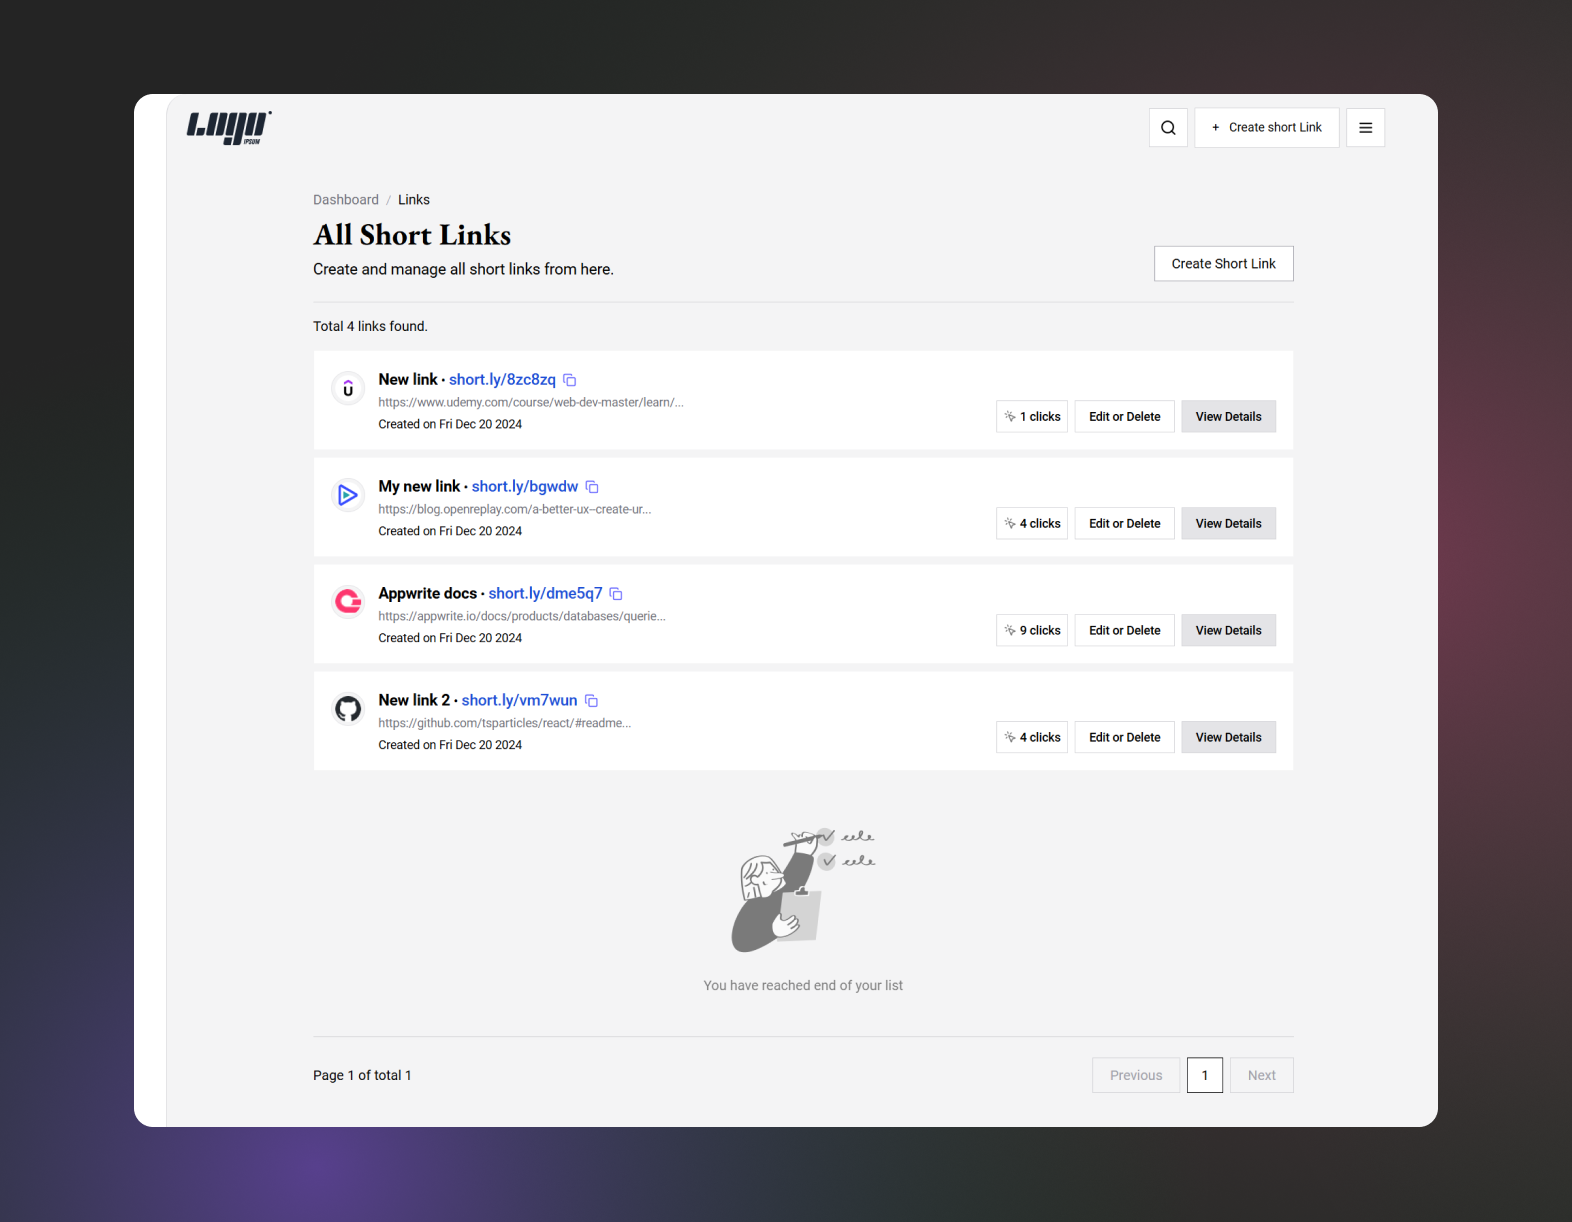 Logo
IPSUM
+ Create short Link
Dashboard / Links
All Short Links
Create and manage all short links from here.
Create Short Link
Total 4 links found.
New link • short.ly/8zc8zq
https://www.udemy.com/course/web-dev-master/learn/...
Created on Fri Dec 20 2024
1 clicks
Edit or Delete
View Details
My new link • short.ly/bgwdw
https://blog.openreplay.com/a-better-ux--create-ur...
Created on Fri Dec 20 2024
4 clicks
Edit or Delete
View Details
Appwrite docs • short.ly/dme5q7
https://appwrite.io/docs/products/databases/querie...
Created on Fri Dec 20 2024
9 clicks
Edit or Delete
View Details
New link 2 • short.ly/vm7wun
https://github.com/tsparticles/react/#readme...
Created on Fri Dec 20 2024
4 clicks
Edit or Delete
View Details
You have reached end of your list
Page 1 of total 1
Previous
1
Next